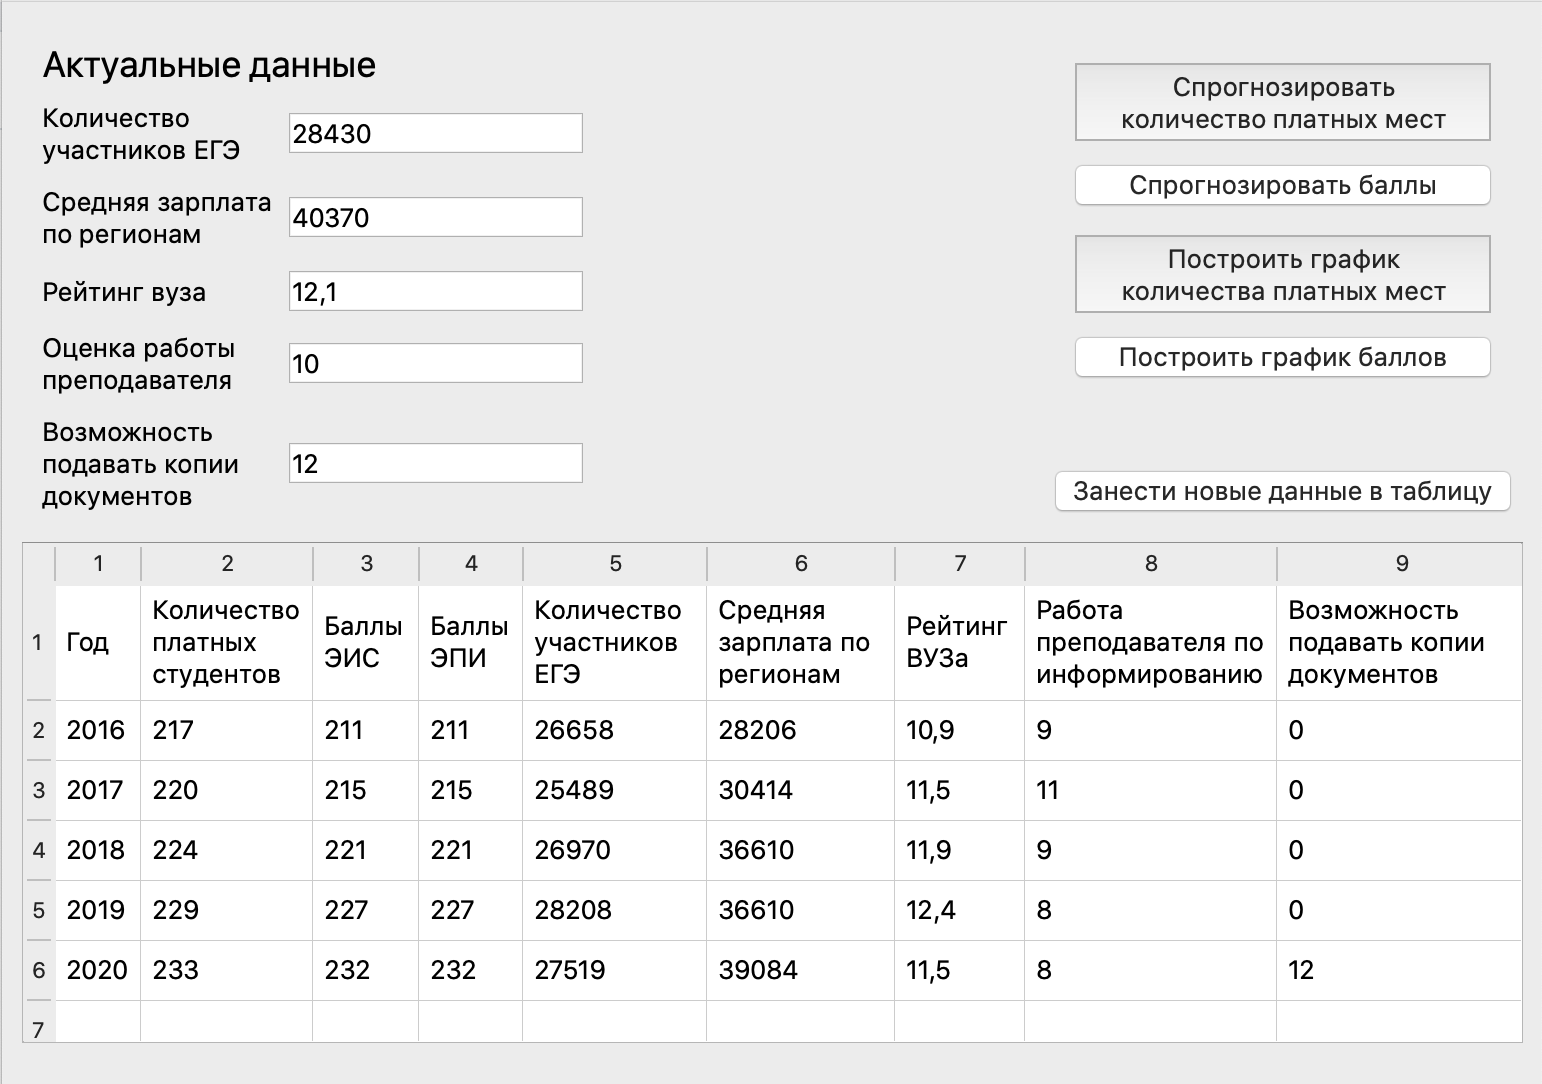 Актуальные данные
Количество
участников ЕГЭ
28430
Средняя зарплата
по регионам
40370
Рейтинг вуза
12,1
Оценка работы
преподавателя
10
Возможность
подавать копии
документов
12
Спрогнозировать
количество платных мест
Спрогнозировать баллы
Построить график
количества платных мест
Построить график баллов
Занести новые данные в таблицу
1 2 3 4 5 6 7 8 9
1
Год
Количество
платных
студентов
Баллы
ЭИС
Баллы
ЭПИ
Количество
участников
ЕГЭ
Средняя
зарплата по
регионам
Рейтинг
ВУЗа
Работа
преподавателя по
информированию
Возможность
подавать копии
документов
2 2016 217 211 211 26658 28206 10,9 9 0
3 2017 220 215 215 25489 30414 11,5 11 0
4 2018 224 221 221 26970 36610 11,9 9 0
5 2019 229 227 227 28208 36610 12,4 8 0
6 2020 233 232 232 27519 39084 11,5 8 12
7